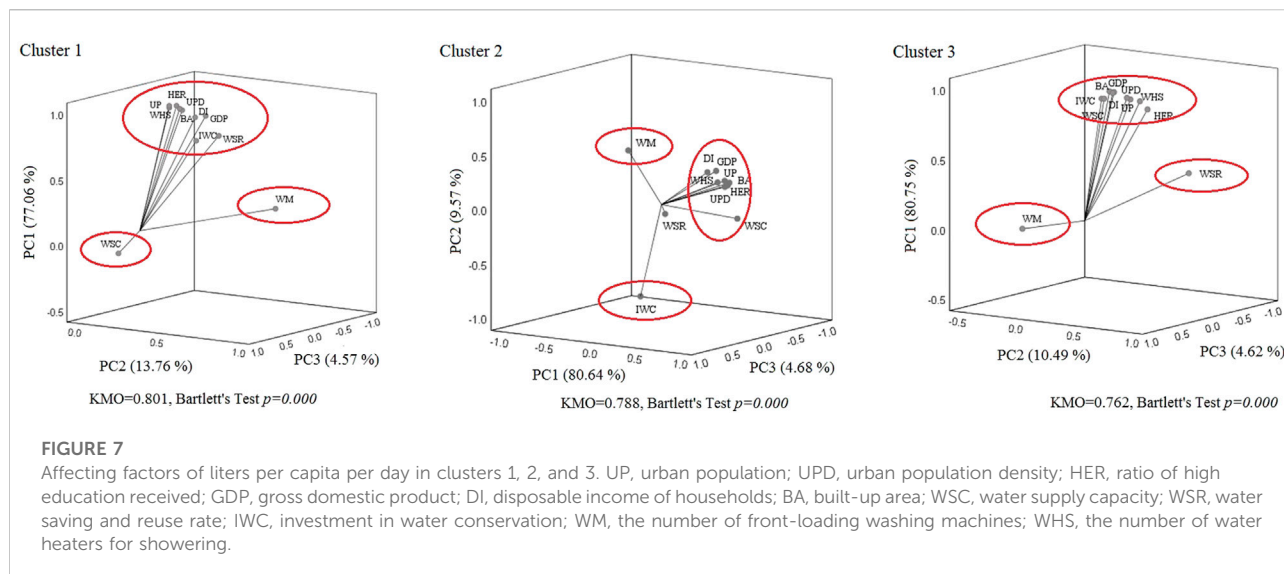 Cluster 1
HER
UP
UPD
WHS
DI
BA
GDP
IWC
WSR
WM
WSC
PC1 (77.06 %)
1.0
0.5
0.0
-0.5
0.0
0.5
1.0
1.0
0.5
0.0
-0.5
-1.0
PC2 (13.76 %)
PC3 (4.57 %)
KMO=0.801, Bartlett's Test p=0.000
Cluster 2
WM
DI
GDP
WHS
UP
BA
HER
UPD
WSR
WSC
IWC
PC2 (9.57 %)
1.0
0.5
0.0
-0.5
-1.0
-1.0
-0.5
0.0
0.5
1.0
0.5
0.0
-0.5
-1.0
PC1 (80.64 %)
PC3 (4.68 %)
KMO=0.788, Bartlett's Test p=0.000
Cluster 3
GDP
BA
UPD
IWC
WHS
DI
UP
WSC
HER
WSR
WM
PC1 (80.75 %)
1.0
0.5
0.0
-0.5
-0.5
0.0
0.5
1.0
1.0
0.5
0.0
-0.5
-1.0
PC2 (10.49 %)
PC3 (4.62 %)
KMO=0.762, Bartlett's Test p=0.000
FIGURE 7
Affecting factors of liters per capita per day in clusters 1, 2, and 3. UP, urban population; UPD, urban population density; HER, ratio of high
education received; GDP, gross domestic product; DI, disposable income of households; BA, built-up area; WSC, water supply capacity; WSR, water
saving and reuse rate; IWC, investment in water conservation; WM, the number of front-loading washing machines; WHS, the number of water
heaters for showering.